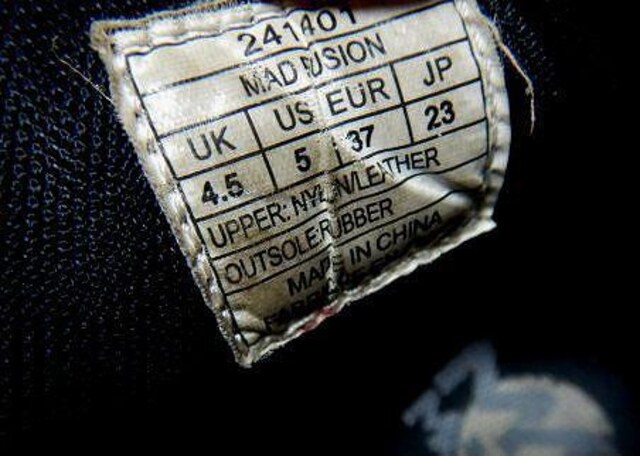 241401
MAD FUSION
UK US EUR JP
4.5 5 37 23
UPPER: NYLON/LEATHER
OUTSOLE:RUBBER
MADE IN CHINA